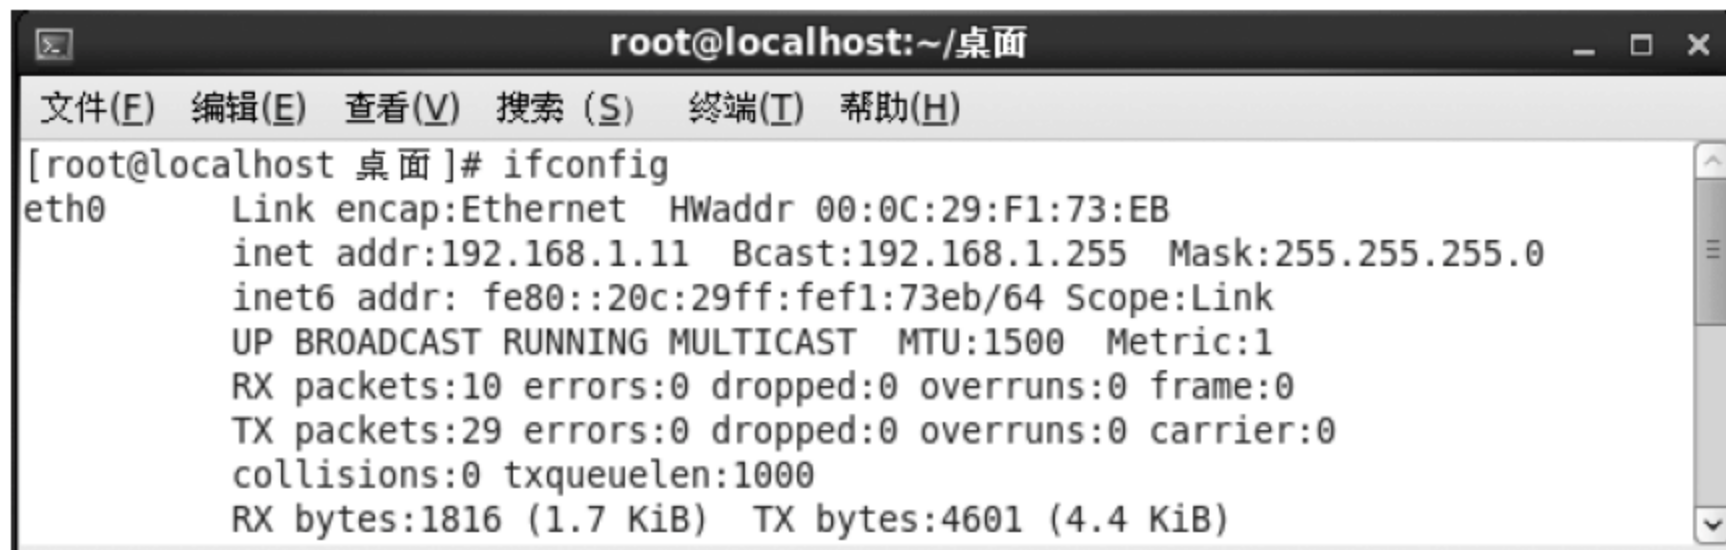 root@localhost:~/桌面
文件(F) 编辑(E) 查看(V) 搜索 (S) 终端(T) 帮助(H)
[root@localhost 桌面]# ifconfig
eth0      Link encap:Ethernet  HWaddr 00:0C:29:F1:73:EB
          inet addr:192.168.1.11  Bcast:192.168.1.255  Mask:255.255.255.0
          inet6 addr: fe80::20c:29ff:fef1:73eb/64 Scope:Link
          UP BROADCAST RUNNING MULTICAST  MTU:1500  Metric:1
          RX packets:10 errors:0 dropped:0 overruns:0 frame:0
          TX packets:29 errors:0 dropped:0 overruns:0 carrier:0
          collisions:0 txqueuelen:1000
          RX bytes:1816 (1.7 KiB)  TX bytes:4601 (4.4 KiB)